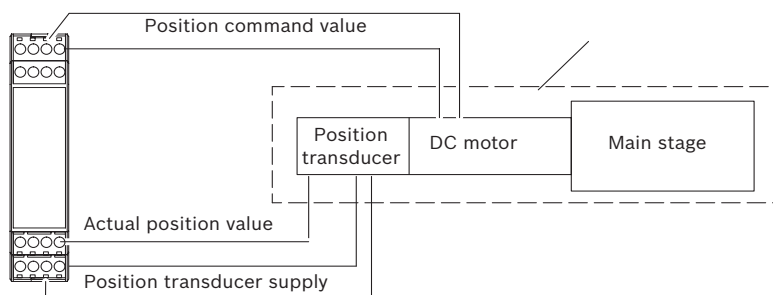 Position command value
Position
transducer
DC motor
Main stage
Actual position value
Position transducer supply